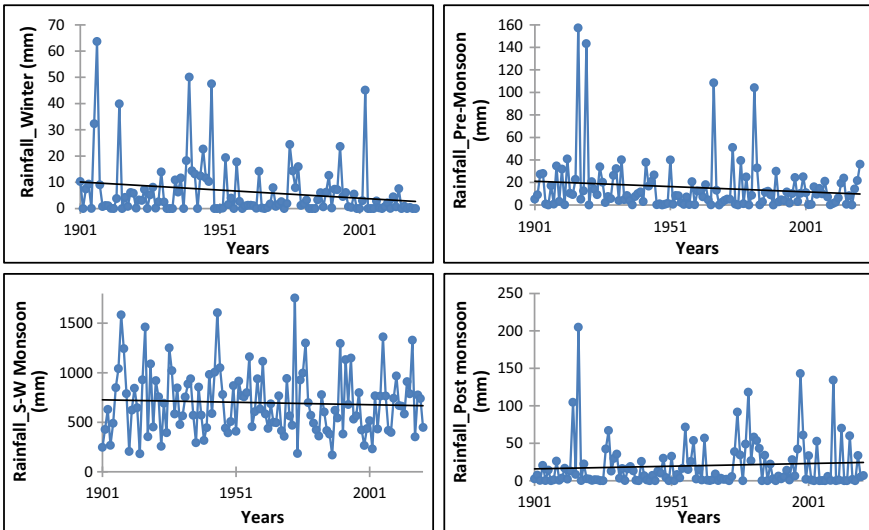 Rainfall_Winter (mm)
70
60
50
40
30
20
10
0
1901 1951 2001
Years
Rainfall_Pre-Monsoon
(mm)
160
140
120
100
80
60
40
20
0
1901 1951 2001
Years
Rainfall_S-W Monsoon
(mm)
1500
1000
500
0
1901 1951 2001
Years
Rainfall_Post monsoon
(mm)
250
200
150
100
50
0
1901 1951 2001
Years